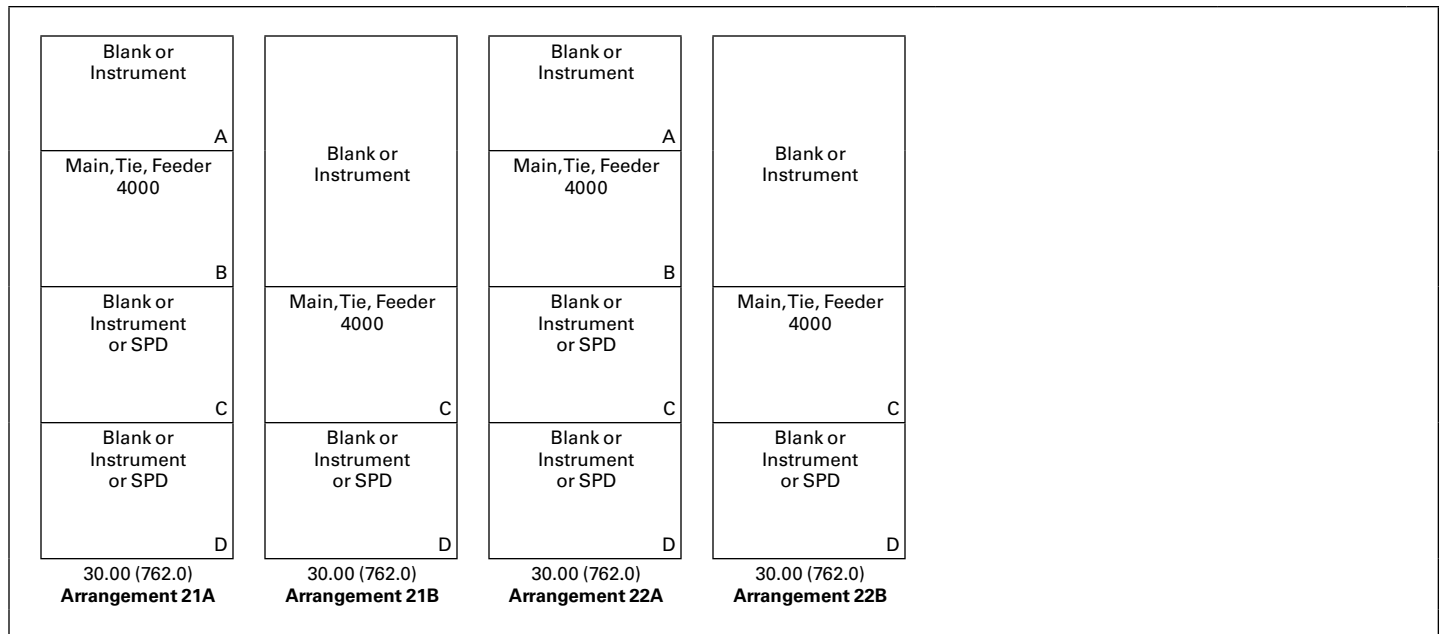 Blank or
Instrument
A
Main, Tie, Feeder
4000
B
Blank or
Instrument
or SPD
C
Blank or
Instrument
or SPD
D
30.00 (762.0)
Arrangement 21A
Blank or
Instrument
Main, Tie, Feeder
4000
C
Blank or
Instrument
or SPD
D
30.00 (762.0)
Arrangement 21B
Blank or
Instrument
A
Main, Tie, Feeder
4000
B
Blank or
Instrument
or SPD
C
Blank or
Instrument
or SPD
D
30.00 (762.0)
Arrangement 22A
Blank or
Instrument
Main, Tie, Feeder
4000
C
Blank or
Instrument
or SPD
D
30.00 (762.0)
Arrangement 22B